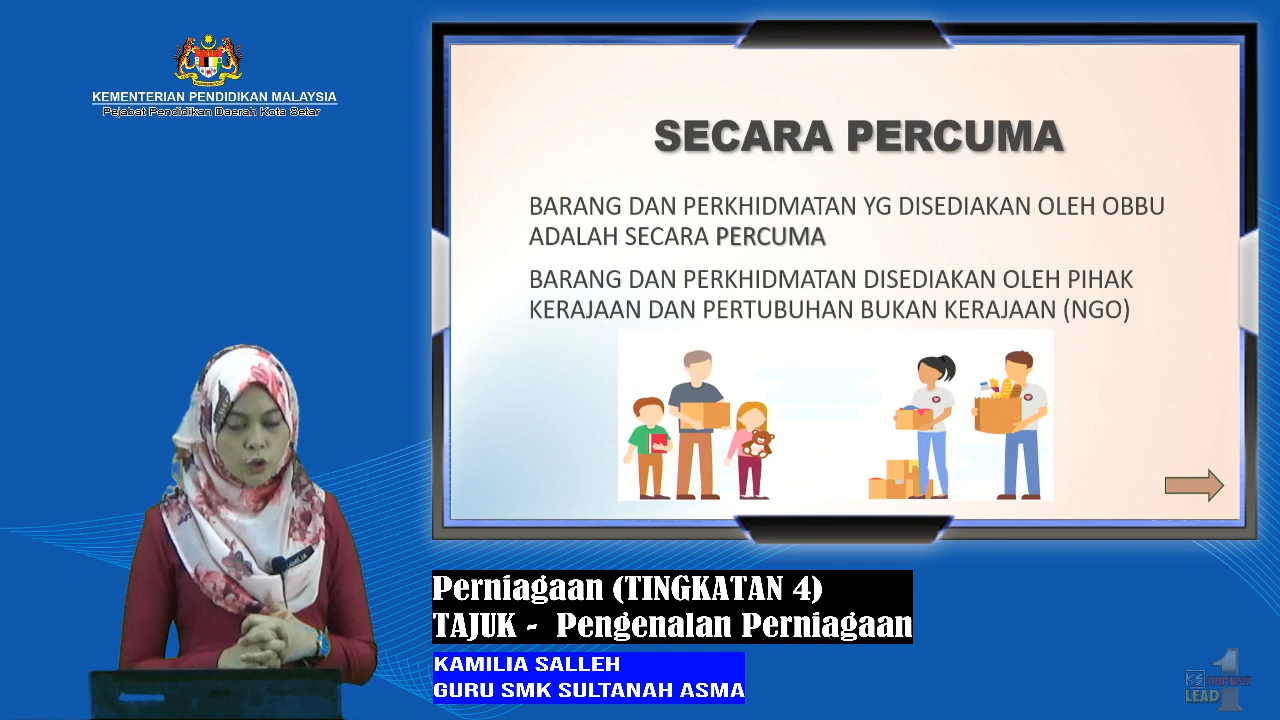 KEMENTERIAN PENDIDIKAN MALAYSIA
Pejabat Pendidikan Daerah Kota Setar
SECARA PERCUMA
BARANG DAN PERKHIDMATAN YG DISEDIAKAN OLEH OBBU
ADALAH SECARA PERCUMA
BARANG DAN PERKHIDMATAN DISEDIAKAN OLEH PIHAK
KERAJAAN DAN PERTUBUHAN BUKAN KERAJAAN (NGO)
Perniagaan (TINGKATAN 4)
TAJUK - Pengenalan Perniagaan
KAMILIA SALLEH
GURU SMK SULTANAH ASMA
KS
LEAD
1